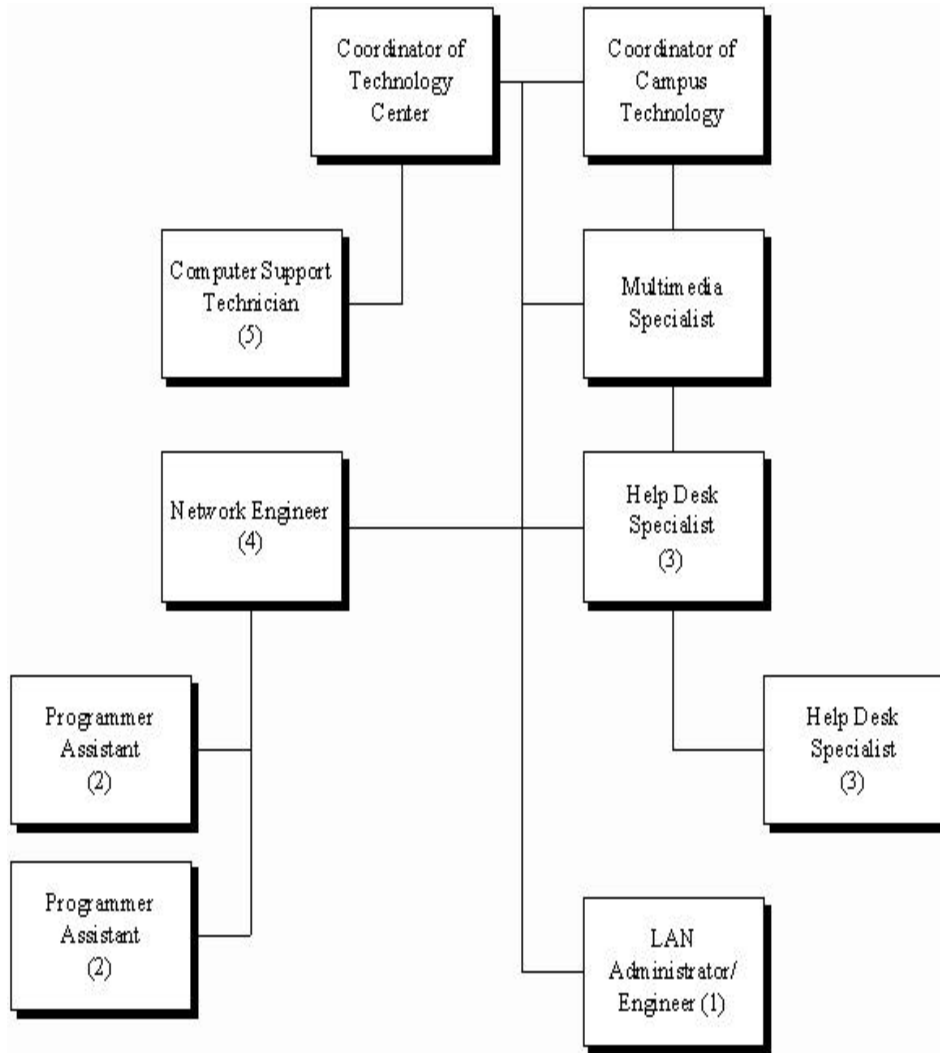 Coordinator of
Technology
Center
Coordinator of
Campus
Technology
Computer Support
Technician
(5)
Multimedia
Specialist
Network Engineer
(4)
Help Desk
Specialist
(3)
Programmer
Assistant
(2)
Help Desk
Specialist
(3)
Programmer
Assistant
(2)
LAN
Administrator/
Engineer (1)